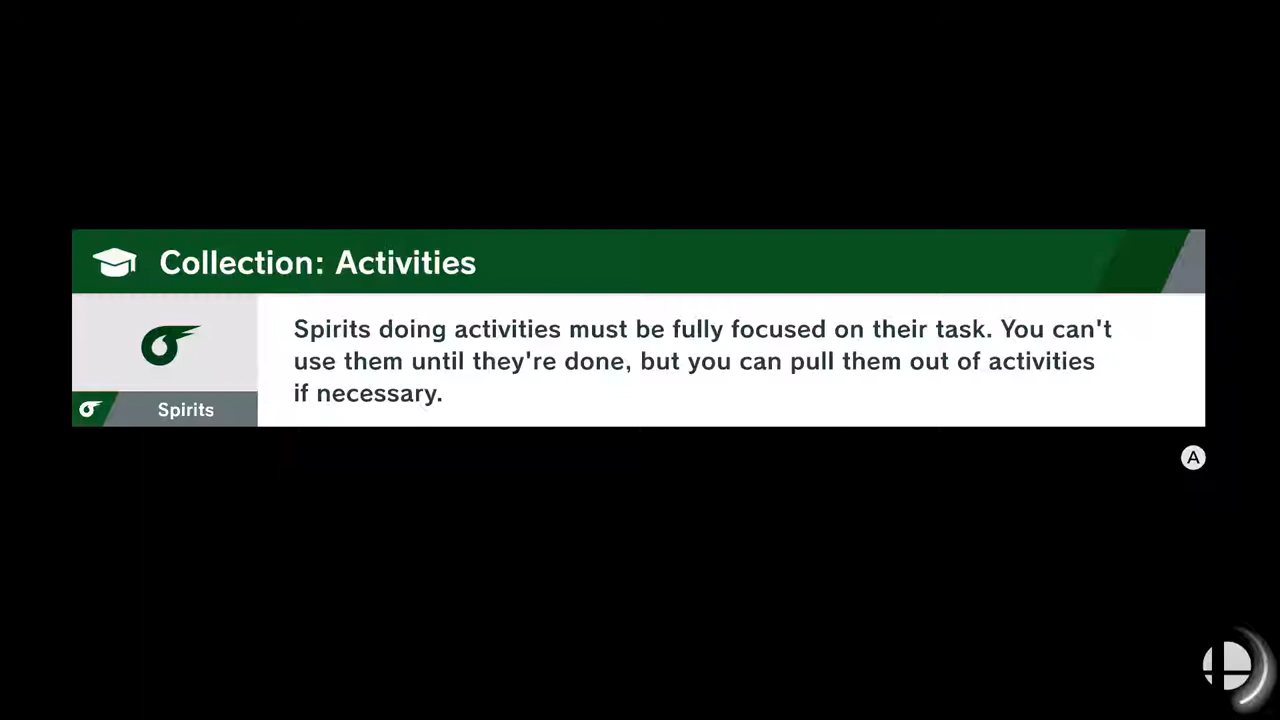 Collection: Activities
Spirits doing activities must be fully focused on their task. You can't
use them until they're done, but you can pull them out of activities
if necessary.
Spirits
A